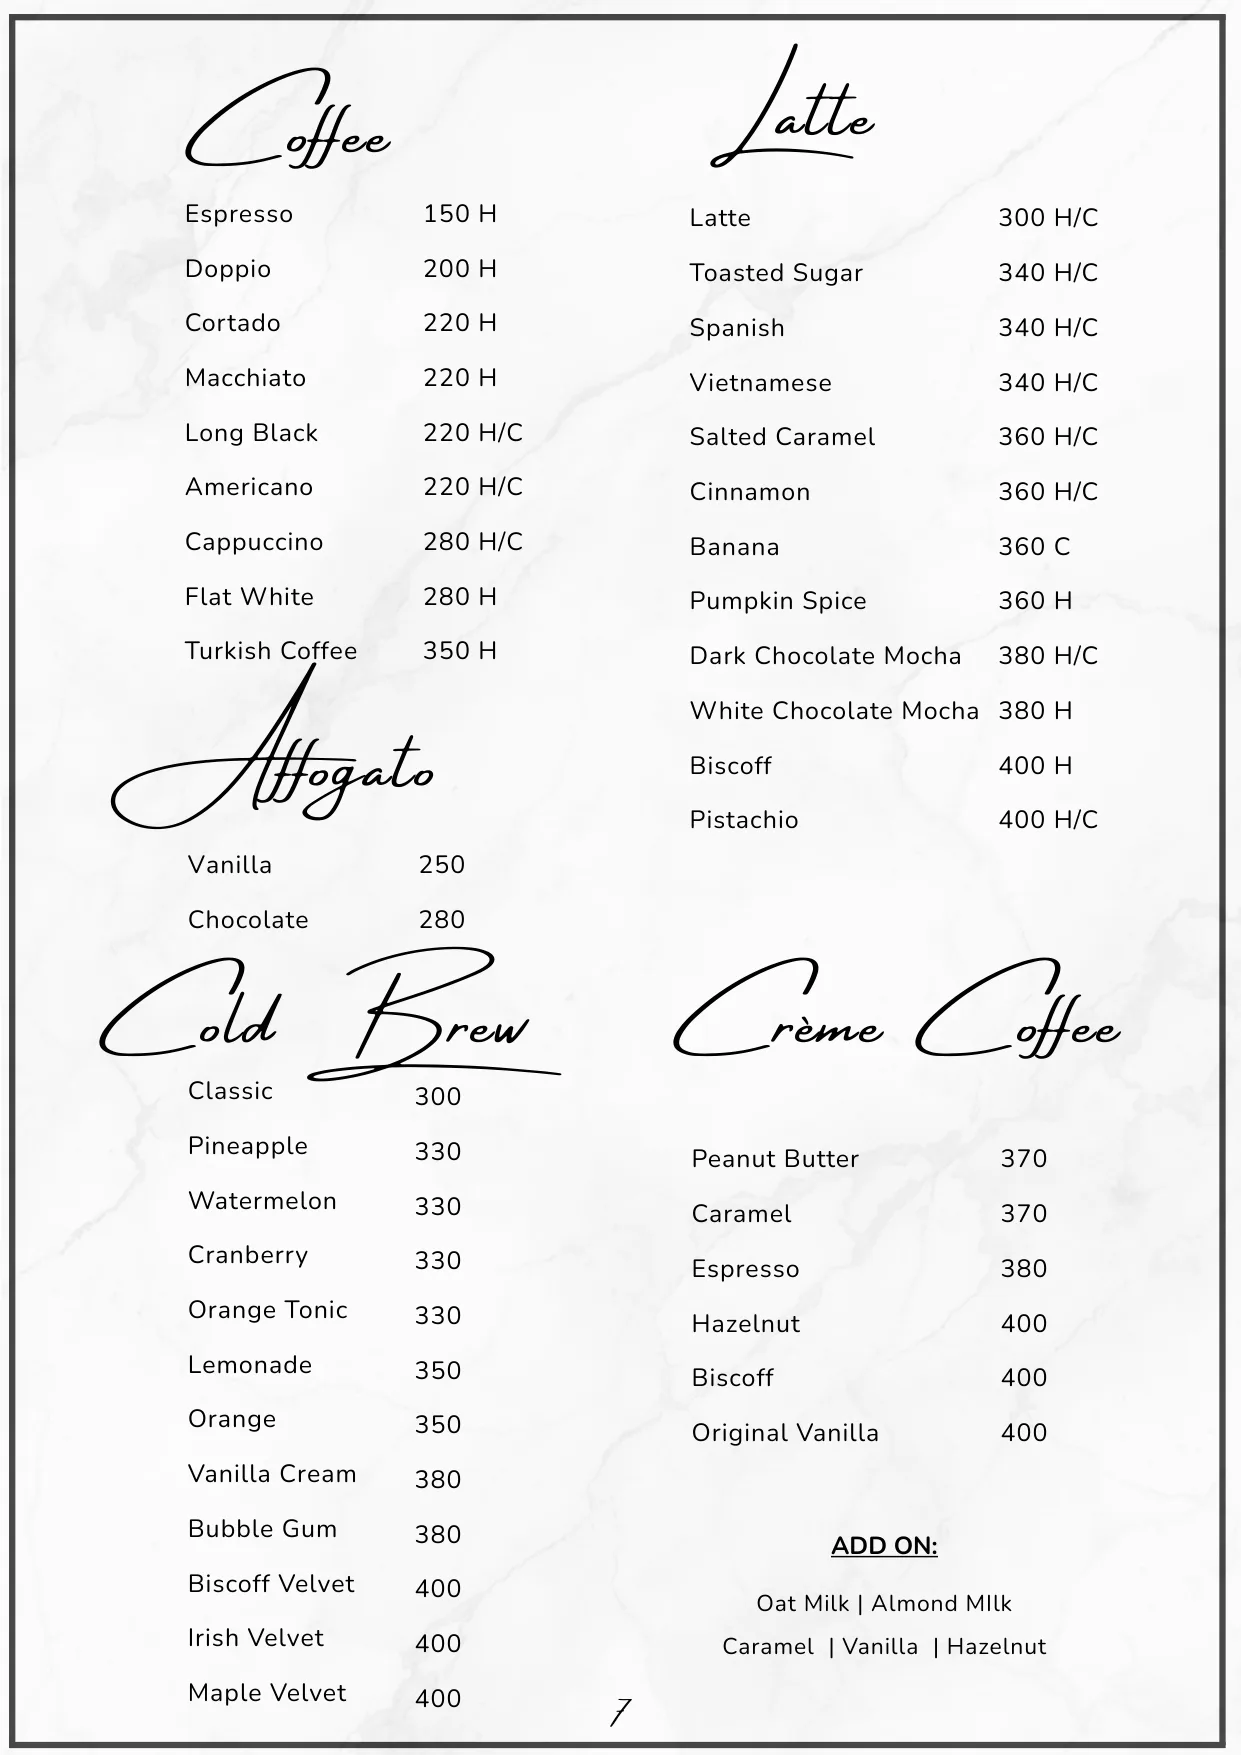 Coffee
Espresso 150 H
Doppio 200 H
Cortado 220 H
Macchiato 220 H
Long Black 220 H/C
Americano 220 H/C
Cappuccino 280 H/C
Flat White 280 H
Turkish Coffee 350 H
Affogato
Vanilla 250
Chocolate 280
Cold Brew
Classic 300
Pineapple 330
Watermelon 330
Cranberry 330
Orange Tonic 330
Lemonade 350
Orange 350
Vanilla Cream 380
Bubble Gum 380
Biscoff Velvet 400
Irish Velvet 400
Maple Velvet 400
Latte
Latte 300 H/C
Toasted Sugar 340 H/C
Spanish 340 H/C
Vietnamese 340 H/C
Salted Caramel 360 H/C
Cinnamon 360 H/C
Banana 360 C
Pumpkin Spice 360 H
Dark Chocolate Mocha 380 H/C
White Chocolate Mocha 380 H
Biscoff 400 H
Pistachio 400 H/C
Crème Coffee
Peanut Butter 370
Caramel 370
Espresso 380
Hazelnut 400
Biscoff 400
Original Vanilla 400
ADD ON:
Oat Milk | Almond MIlk
Caramel | Vanilla | Hazelnut
7